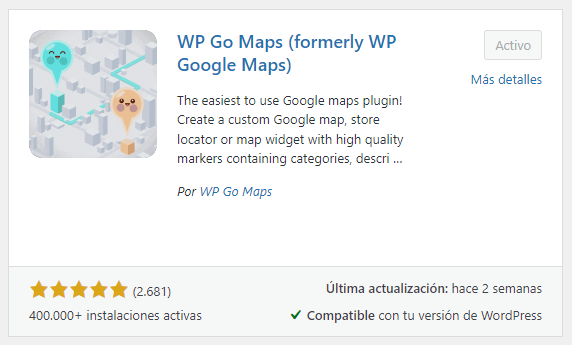 WP Go Maps (formerly WP
Google Maps)
Activo
Más detalles
The easiest to use Google maps plugin!
Create a custom Google map, store
locator or map widget with high quality
markers containing categories, descri ...
Por WP Go Maps
(2.681)
Última actualización: hace 2 semanas
400.000+ instalaciones activas
Compatible con tu versión de WordPress